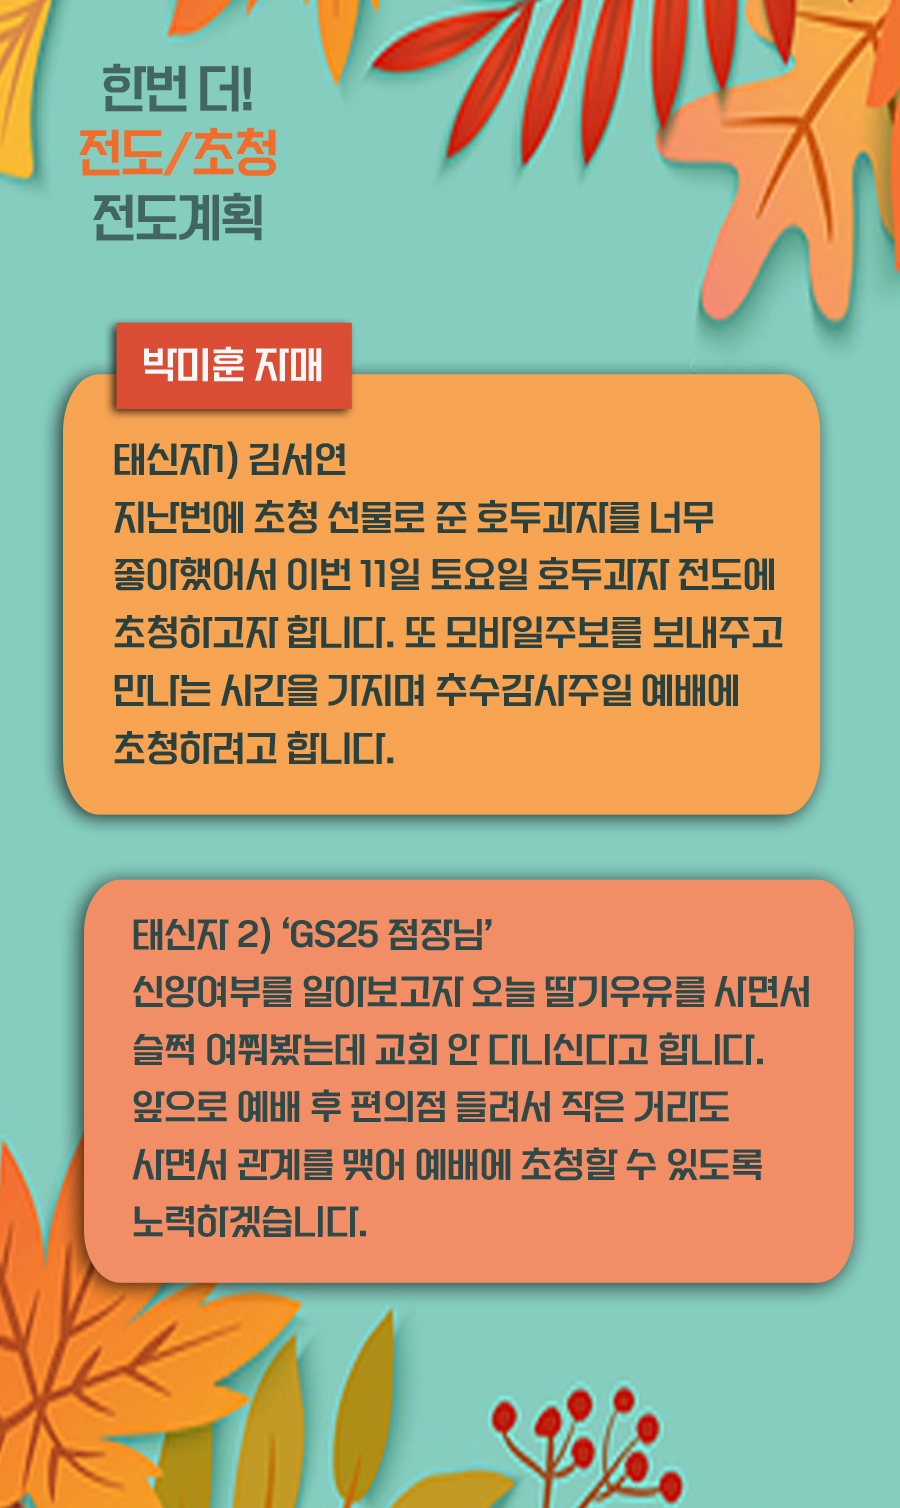 한번 더!
전도/초청
전도계획
박미훈 자매
태신자1) 김서연
지난번에 초청 선물로 준 호두과자를 너무
좋아했어서 이번 11일 토요일 호두과자 전도에
초청하고자 합니다. 또 모바일주보를 보내주고
만나는 시간을 가지며 추수감사주일 예배에
초청하려고 합니다.
태신자 2) ‘GS25 점장님’
신앙여부를 알아보고자 오늘 딸기우유를 사면서
슬쩍 여쭤봤는데 교회 안 다니신다고 합니다.
앞으로 예배 후 편의점 들려서 작은 거라도
사면서 관계를 맺어 예배에 초청할 수 있도록
노력하겠습니다.